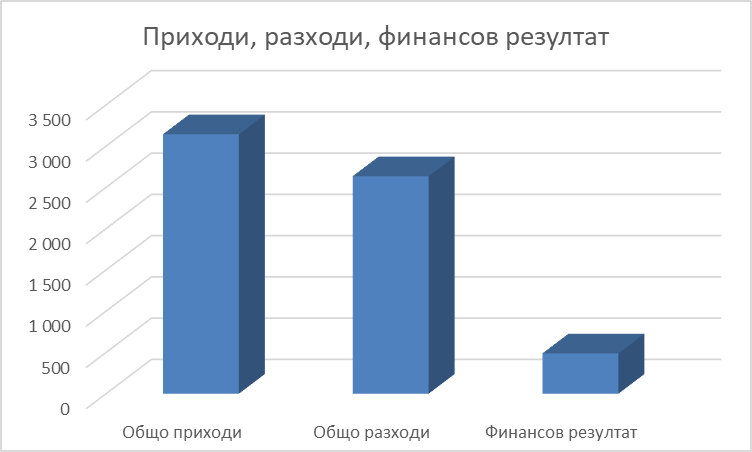 Приходи, разходи, финансов резултат
3 500
3 000
2 500
2 000
1 500
1 000
500
0
Общо приходи
Общо разходи
Финансов резултат